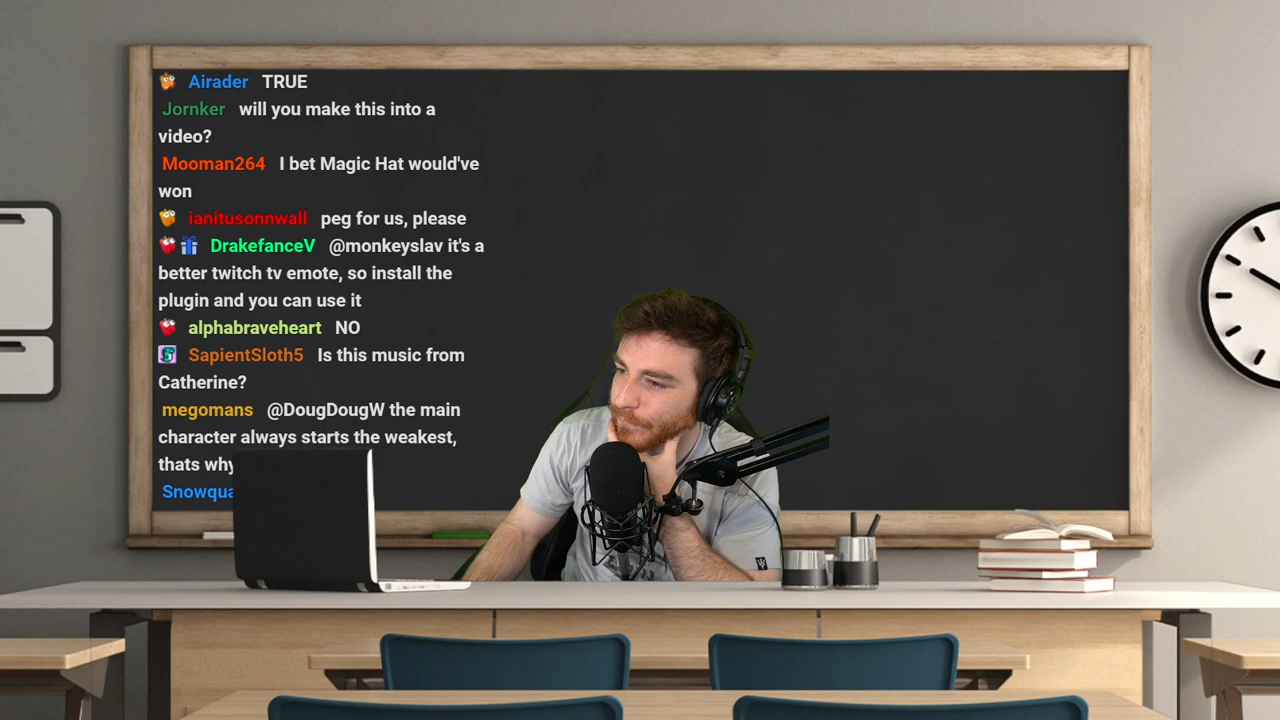 Airader TRUE
Jornker will you make this into a
video?
Mooman264 I bet Magic Hat would've
won
ianitusonnwall peg for us, please
DrakefanceV @monkeyslav it's a
better twitch tv emote, so install the
plugin and you can use it
alphabraveheart NO
SapientSloth5 Is this music from
Catherine?
megomans @DougDougW the main
character always starts the weakest,
thats why
Snowqua